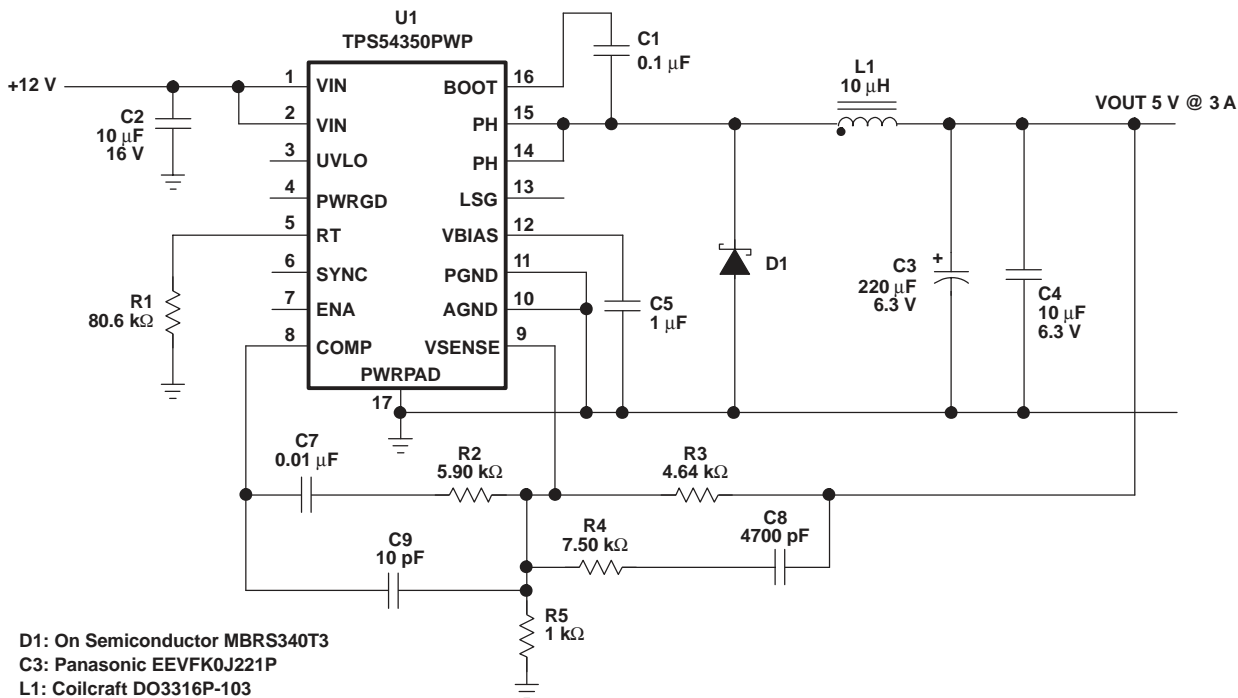 U1
TPS54350PWP
+12 V
C2
10 μF
16 V
1 VIN
2 VIN
3 UVLO
4 PWRGD
5 RT
6 SYNC
7 ENA
8 COMP
BOOT 16
PH 15
PH 14
LSG 13
VBIAS 12
PGND 11
AGND 10
VSENSE 9
PWRPAD
17
R1
80.6 kΩ
C1
0.1 μF
L1
10 μH
VOUT 5 V @ 3 A
D1
C5
1 μF
C3
220 μF
6.3 V
+
C4
10 μF
6.3 V
C7
0.01 μF
R2
5.90 kΩ
R3
4.64 kΩ
C9
10 pF
R4
7.50 kΩ
C8
4700 pF
R5
1 kΩ
D1: On Semiconductor MBRS340T3
C3: Panasonic EEVFK0J221P
L1: Coilcraft DO3316P-103